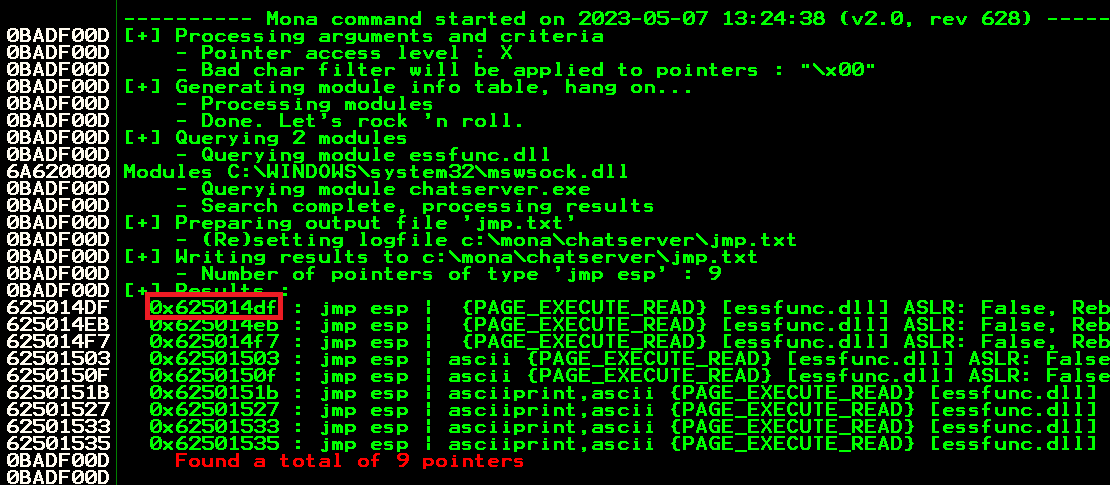 ---------- Mona command started on 2023-05-07 13:24:38 (v2.0, rev 628) -----
0BADF00D [+] Processing arguments and criteria
0BADF00D     - Pointer access level : X
0BADF00D     - Bad char filter will be applied to pointers : "\x00"
0BADF00D [+] Generating module info table, hang on...
0BADF00D     - Processing modules
0BADF00D     - Done. Let's rock 'n roll.
0BADF00D [+] Querying 2 modules
0BADF00D     - Querying module essfunc.dll
6A620000 Modules C:\WINDOWS\system32\mswsock.dll
0BADF00D     - Querying module chatserver.exe
0BADF00D     - Search complete, processing results
0BADF00D [+] Preparing output file 'jmp.txt'
0BADF00D     - (Re)setting logfile c:\mona\chatserver\jmp.txt
0BADF00D [+] Writing results to c:\mona\chatserver\jmp.txt
0BADF00D     - Number of pointers of type 'jmp esp' : 9
0BADF00D [+] Results :
625014DF   0x625014df : jmp esp |  {PAGE_EXECUTE_READ} [essfunc.dll] ASLR: False, Reb
625014EB   0x625014eb : jmp esp |  {PAGE_EXECUTE_READ} [essfunc.dll] ASLR: False, Reb
625014F7   0x625014f7 : jmp esp |  {PAGE_EXECUTE_READ} [essfunc.dll] ASLR: False, Reb
62501503   0x62501503 : jmp esp | ascii {PAGE_EXECUTE_READ} [essfunc.dll] ASLR: False
6250150F   0x6250150f : jmp esp | ascii {PAGE_EXECUTE_READ} [essfunc.dll] ASLR: False
6250151B   0x6250151b : jmp esp | asciiprint,ascii {PAGE_EXECUTE_READ} [essfunc.dll]
62501527   0x62501527 : jmp esp | asciiprint,ascii {PAGE_EXECUTE_READ} [essfunc.dll]
62501533   0x62501533 : jmp esp | asciiprint,ascii {PAGE_EXECUTE_READ} [essfunc.dll]
62501535   0x62501535 : jmp esp | asciiprint,ascii {PAGE_EXECUTE_READ} [essfunc.dll]
0BADF00D     Found a total of 9 pointers
0BADF00D